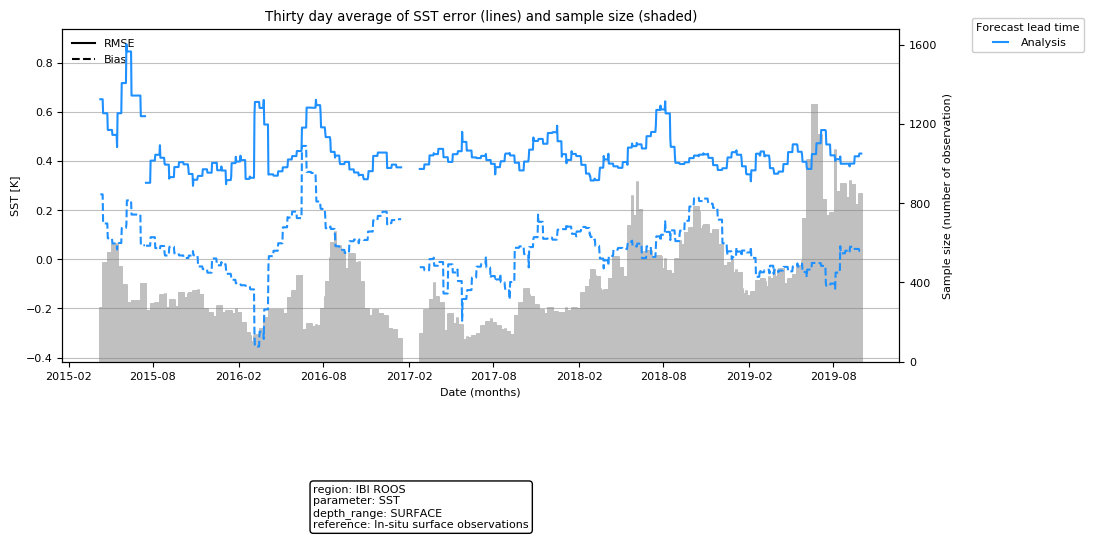 Thirty day average of SST error (lines) and sample size (shaded)
RMSE
Bias
Forecast lead time
Analysis
SST [K]
0.8
0.6
0.4
0.2
0.0
−0.2
−0.4
1600
1200
800
400
0
Sample size (number of observation)
2015-02 2015-08 2016-02 2016-08 2017-02 2017-08 2018-02 2018-08 2019-02 2019-08
Date (months)
region: IBI ROOS
parameter: SST
depth_range: SURFACE
reference: In-situ surface observations